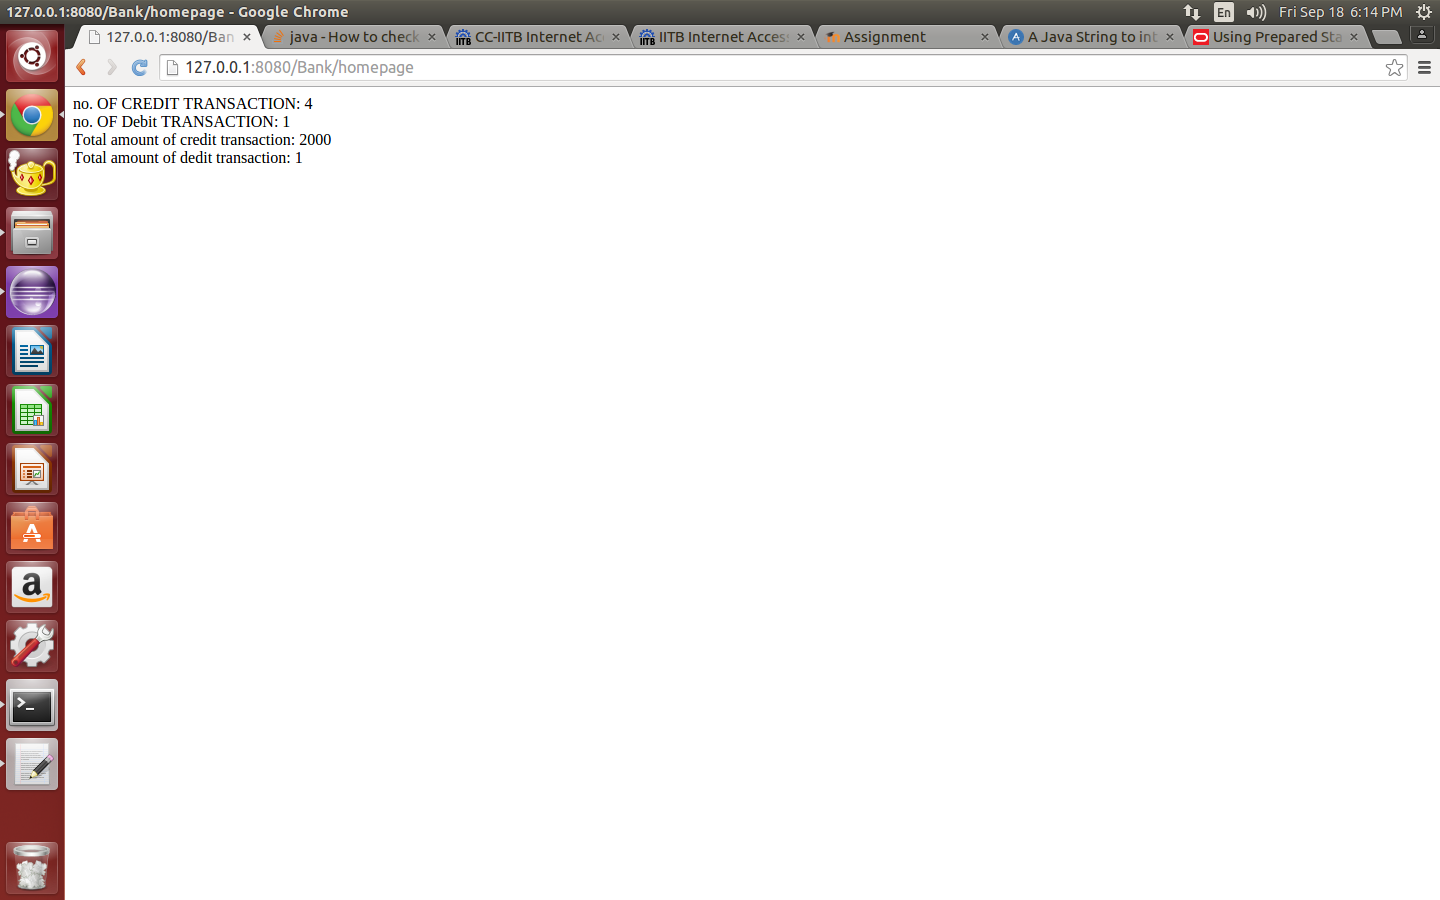 127.0.0.1:8080/Bank/homepage - Google Chrome
En
Fri Sep 18 6:14 PM
127.0.0.1:8080/Ban
java - How to check
CC-IITB Internet Ac
IITB Internet Access
Assignment
A Java String to int
Using Prepared Sta
127.0.0.1:8080/Bank/homepage
no. OF CREDIT TRANSACTION: 4
no. OF Debit TRANSACTION: 1
Total amount of credit transaction: 2000
Total amount of dedit transaction: 1